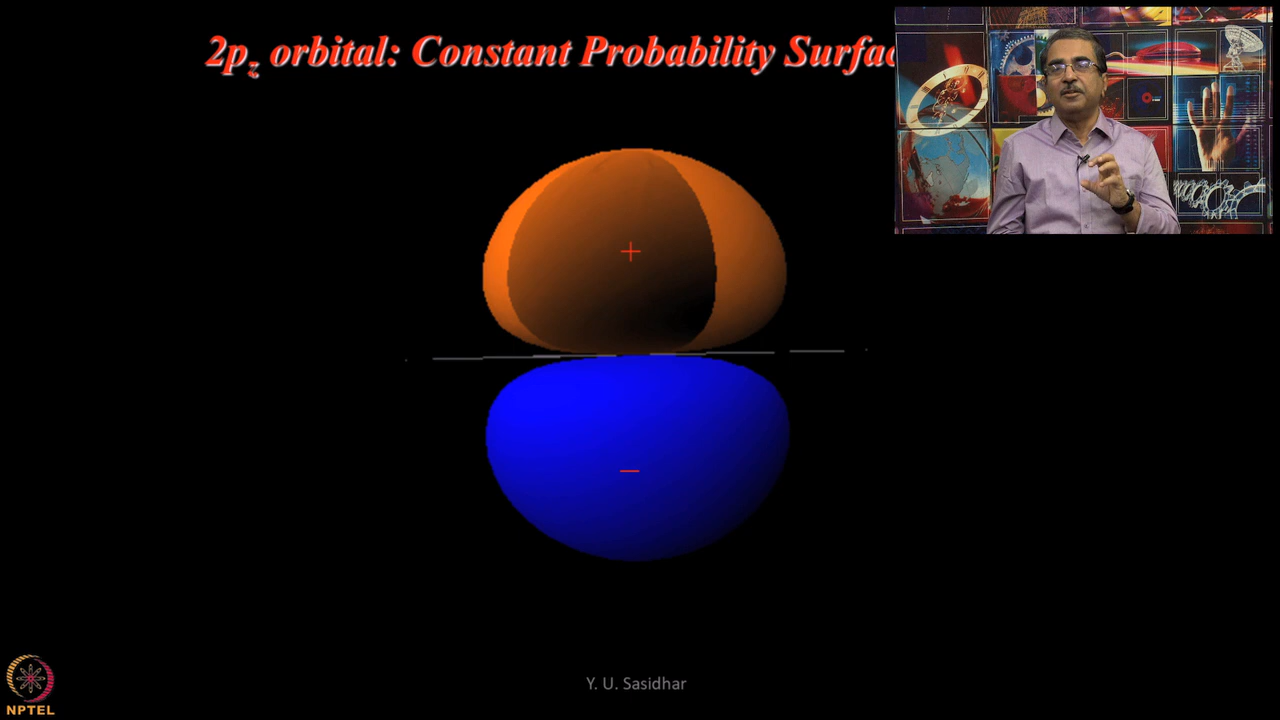 2pz orbital: Constant Probability Surfac
+
—
Y. U. Sasidhar
NPTEL